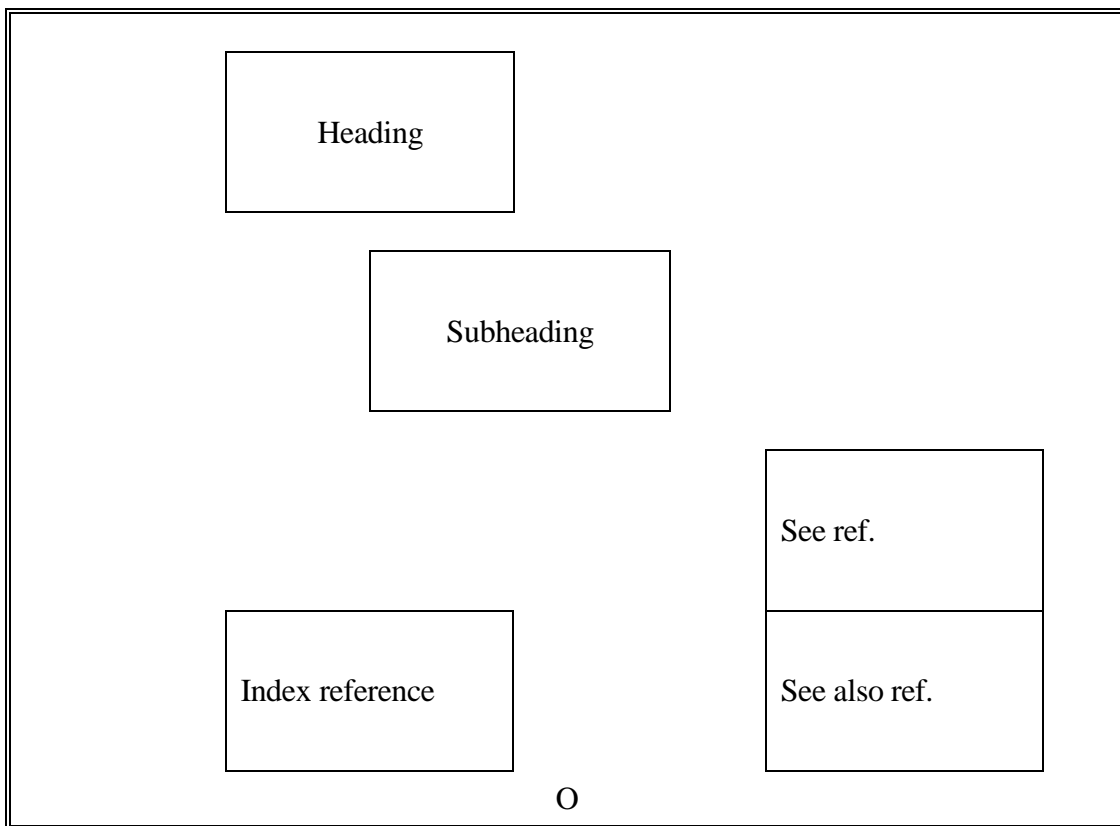 Heading
Subheading
See ref.
Index reference
See also ref.
O